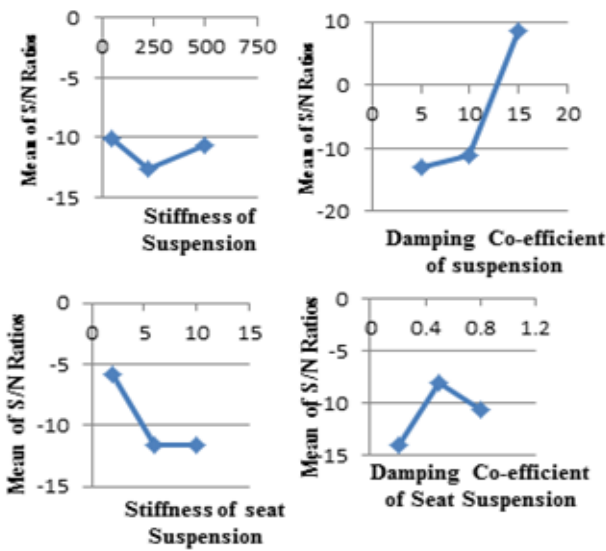 Mean of S/N Ratios
0
-5
-10
-15
0 250 500 750
Stiffness of
Suspension
Mean of S/N Ratios
10
0
-10
-20
0 5 10 15 20
Damping Co-efficient
of suspension
Mean of S/N Ratios
0
-5
-10
-15
0 5 10 15
Stiffness of seat
Suspension
Mean of S/N Ratios
0
-5
-10
-15
0 0.4 0.8 1.2
Damping Co-efficient
of Seat Suspension